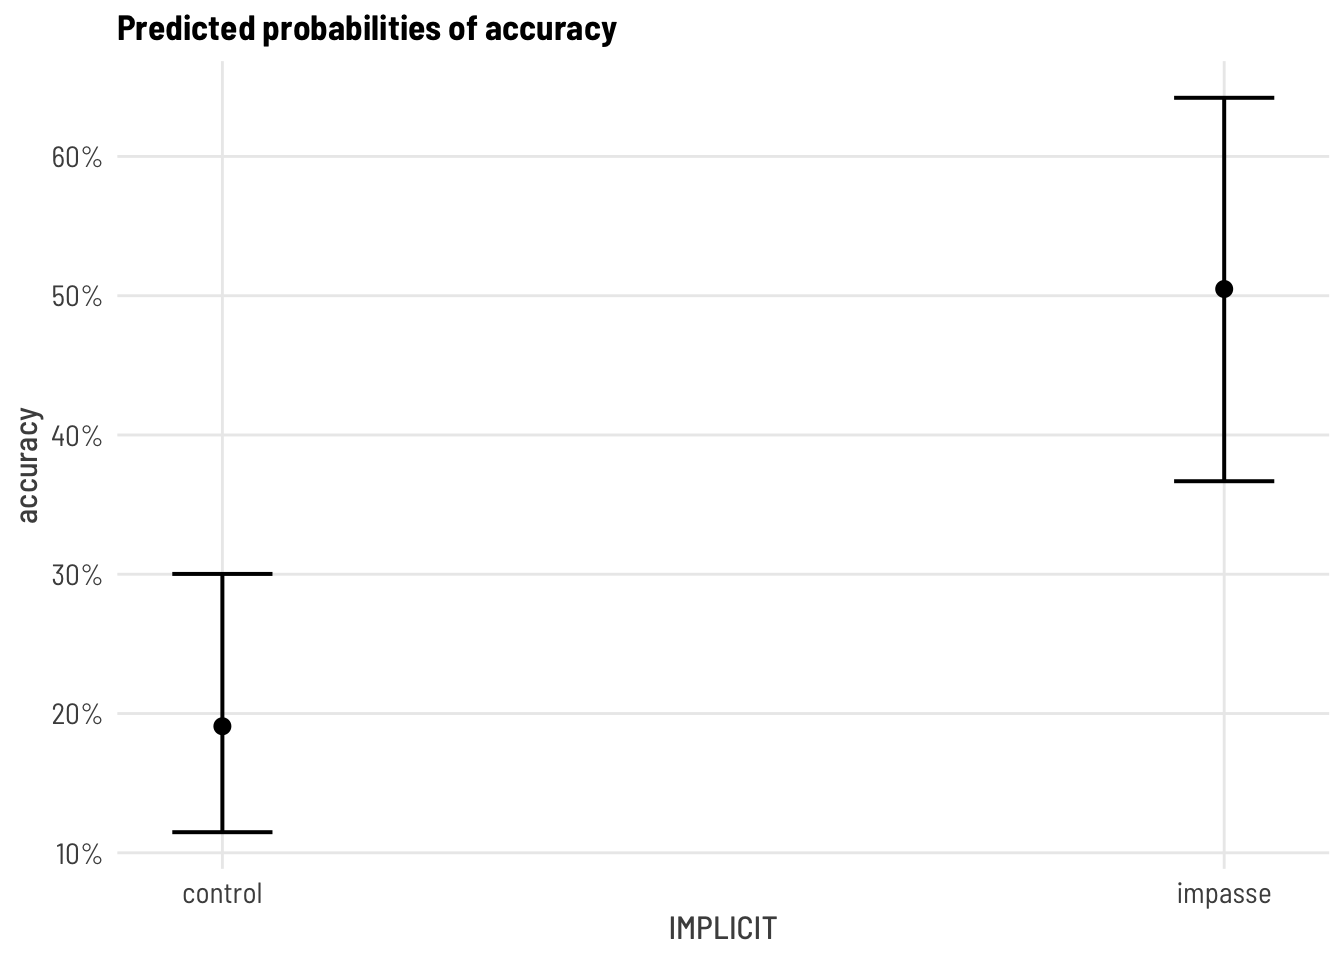 Predicted probabilities of accuracy
60%
50%
40%
30%
20%
10%
accuracy
control
impasse
IMPLICIT